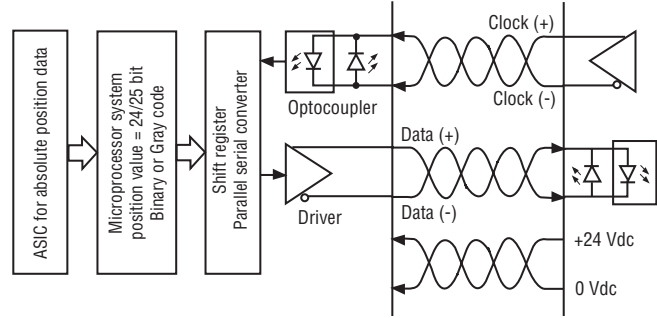 ASIC for absolute position data
Microprocessor system
position value = 24/25 bit
Binary or Gray code
Shift register
Parallel serial converter
Optocoupler
Driver
Clock (+)
Clock (-)
Data (+)
Data (-)
+24 Vdc
0 Vdc